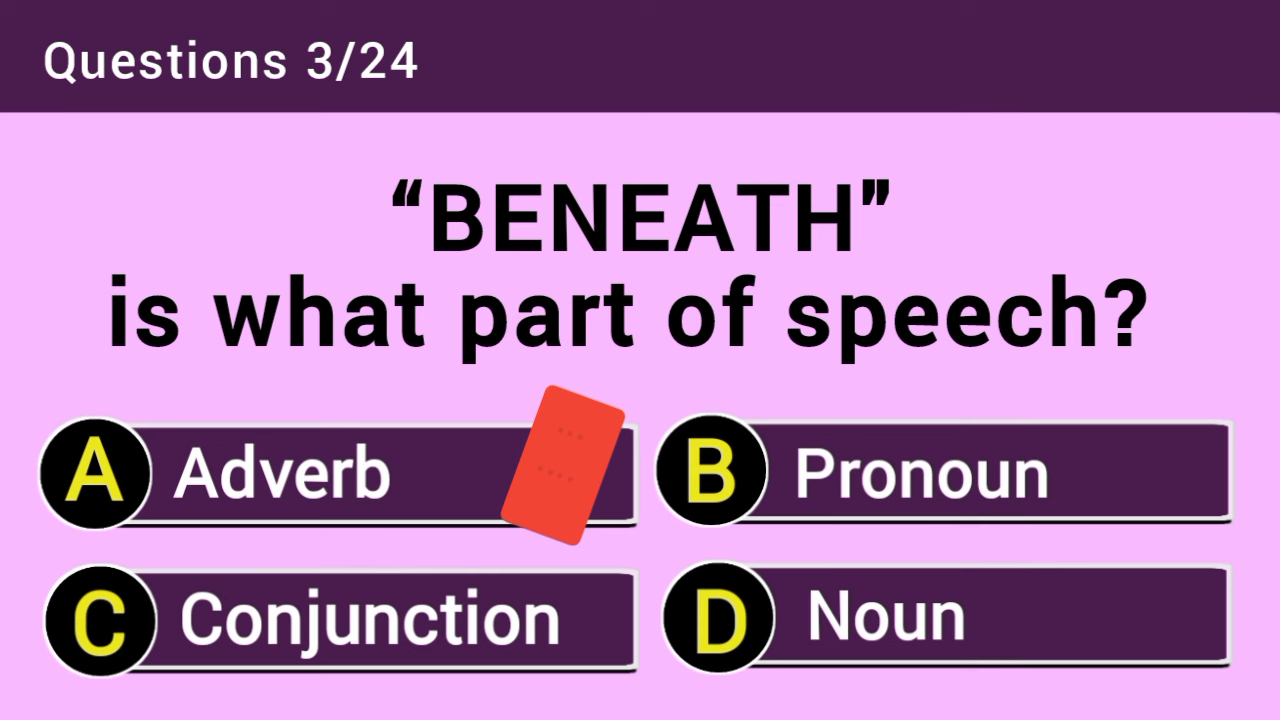 Questions 3/24
“BENEATH”
is what part of speech?
A Adverb
B Pronoun
C Conjunction
D Noun